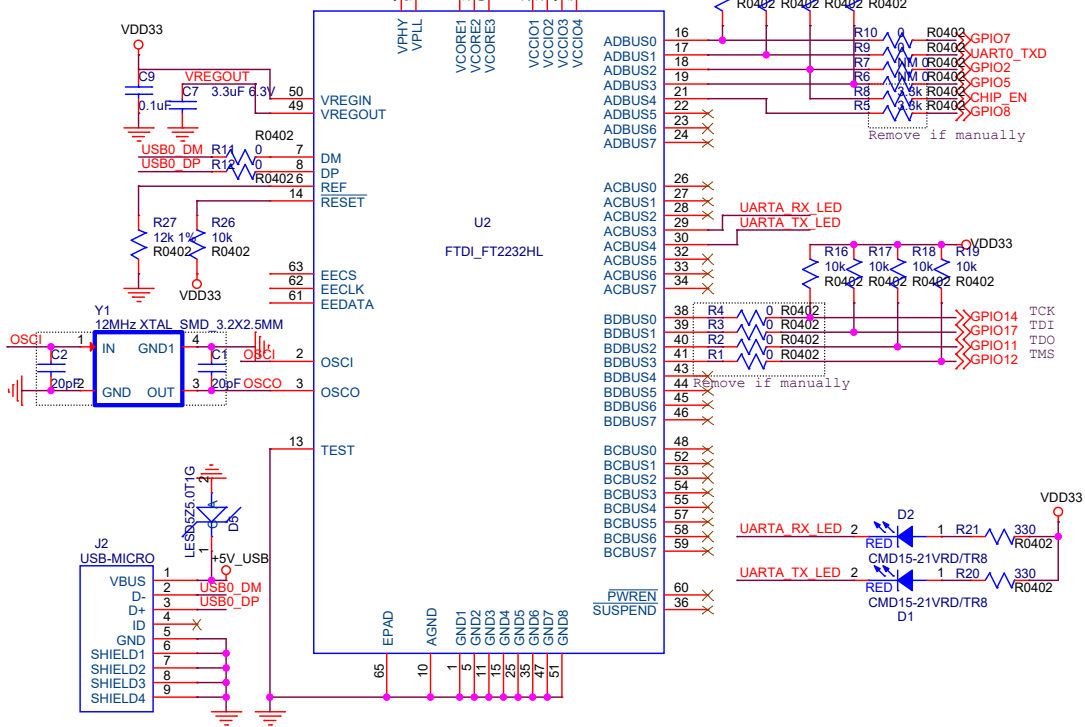 R0402 R0402 R0402 R0402
VDD33
VPHY
VPLL
VCORE1
VCORE2
VCORE3
VCCIO1
VCCIO2
VCCIO3
VCCIO4
C9
0.1uF
VREGOUT
C7 3.3uF 6.3V
50 VREGIN
49 VREGOUT
R0402
USB0_DM R11 0 7 DM
USB0_DP R12 0 8 DP
R0402 6 REF
14 RESET
R27
12k 1%
R0402
R26
10k
R0402
VDD33
63 EECS
62 EECLK
61 EEDATA
Y1
12MHz XTAL SMD_3.2X2.5MM
OSCI 1 IN GND1 4
C2
20pF
2 GND OUT 3
C1
20pF
OSCI 2 OSCI
OSCO 3 OSCO
13 TEST
U2
FTDI_FT2232HL
ADBUS0 16
ADBUS1 17
ADBUS2 18
ADBUS3 19
ADBUS4 21
ADBUS5 22
ADBUS6 23
ADBUS7 24
R10 0 R0402 GPIO7
R9 0 R0402 UART0_TXD
R7 NM 0 R0402 GPIO2
R6 NM 0 R0402 GPIO5
R8 3.3k R0402 CHIP_EN
R5 3.3k R0402 GPIO8
Remove if manually
ACBUS0 26
ACBUS1 27
ACBUS2 28
ACBUS3 29
ACBUS4 30
ACBUS5 32
ACBUS6 33
ACBUS7 34
UARTA_RX_LED
UARTA_TX_LED
VDD33
R16 R17 R18 R19
10k 10k 10k 10k
R0402 R0402 R0402 R0402
BDBUS0 38
BDBUS1 39
BDBUS2 40
BDBUS3 41
BDBUS4 43
BDBUS5 44
BDBUS6 45
BDBUS7 46
R4 0 R0402 GPIO14 TCK
R3 0 R0402 GPIO17 TDI
R2 0 R0402 GPIO11 TDO
R1 0 R0402 GPIO12 TMS
Remove if manually
BCBUS0 48
BCBUS1 52
BCBUS2 53
BCBUS3 54
BCBUS4 55
BCBUS5 57
BCBUS6 58
BCBUS7 59
PWREN 60
SUSPEND 36
VDD33
D2
UARTA_RX_LED 2 RED 1 R21 330
R0402
CMD15-21VRD/TR8
UARTA_TX_LED 2 RED 1 R20 330
R0402
CMD15-21VRD/TR8
D1
LESD5Z5.0T1G
2
C A
D5
1
+5V_USB
J2
USB-MICRO
VBUS 1
D- 2 USB0_DM
D+ 3 USB0_DP
ID 4
GND 5
SHIELD1 6
SHIELD2 7
SHIELD3 8
SHIELD4 9
EPAD 65
AGND 10
GND1 1
GND2 5
GND3 11
GND4 15
GND5 25
GND6 35
GND7 47
GND8 51